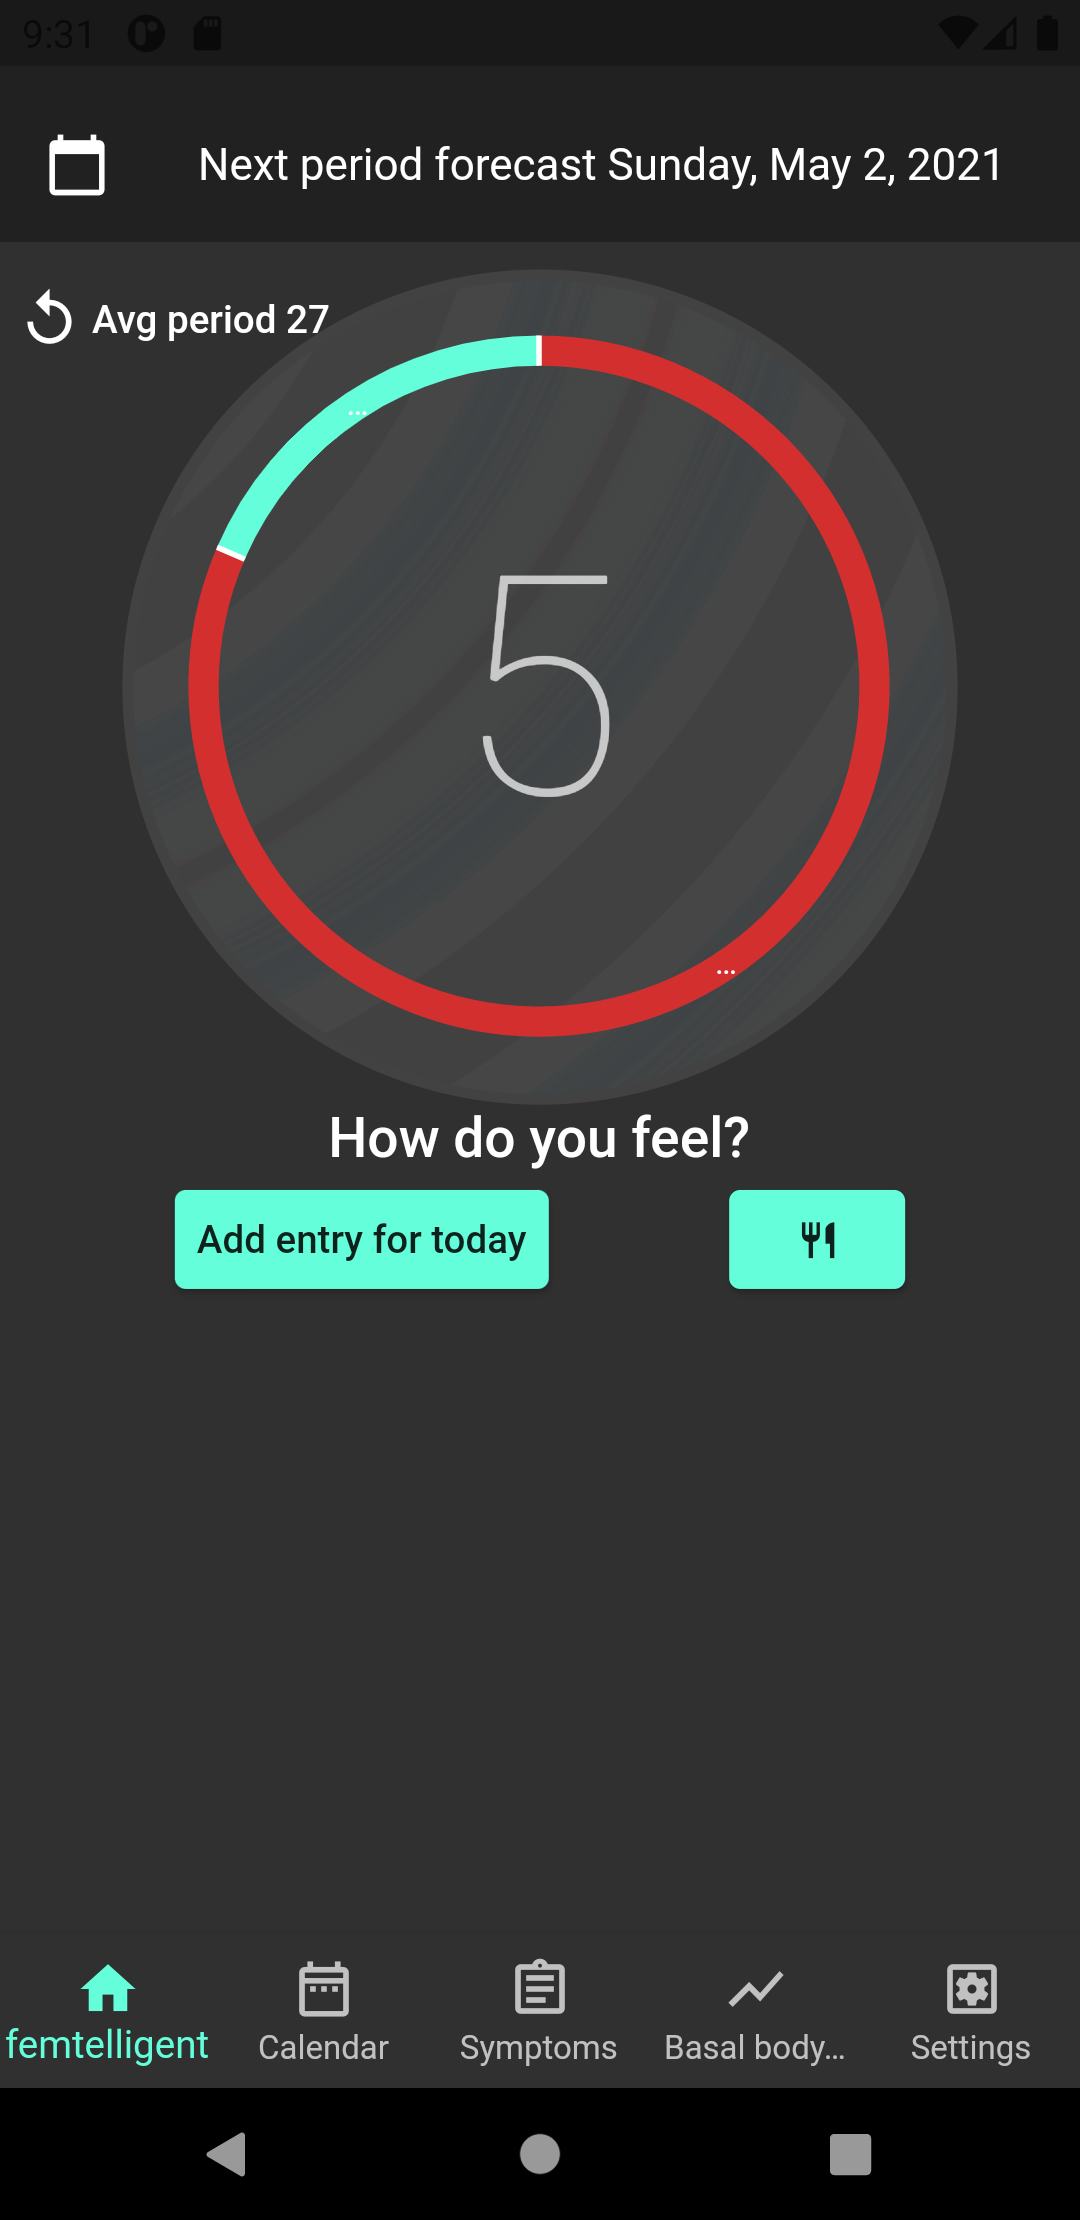 9:31
Next period forecast Sunday, May 2, 2021
Avg period 27
...
5
...
How do you feel?
Add entry for today
femtelligent
Calendar
Symptoms
Basal body...
Settings